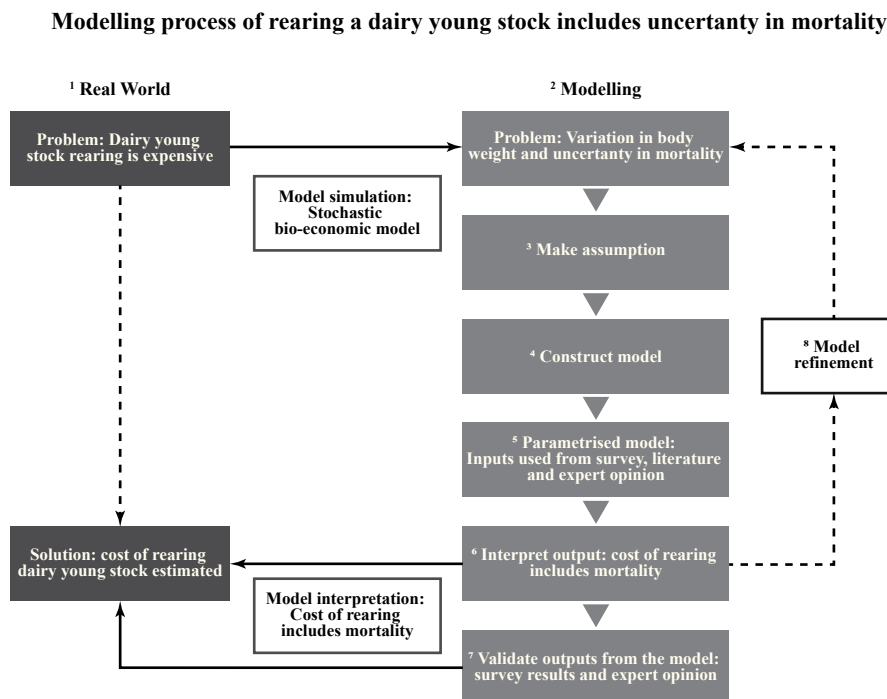 Modelling process of rearing a dairy young stock includes uncertanty in mortality
¹ Real World
² Modelling
Problem: Dairy young
stock rearing is expensive
Problem: Variation in body
weight and uncertanty in mortality
Model simulation:
Stochastic
bio-economic model
³ Make assumption
⁴ Construct model
⁸ Model
refinement
⁵ Parametrised model:
Inputs used from survey, literature
and expert opinion
Solution: cost of rearing
dairy young stock estimated
⁶ Interpret output: cost of rearing
includes mortality
Model interpretation:
Cost of rearing
includes mortality
⁷ Validate outputs from the model:
survey results and expert opinion